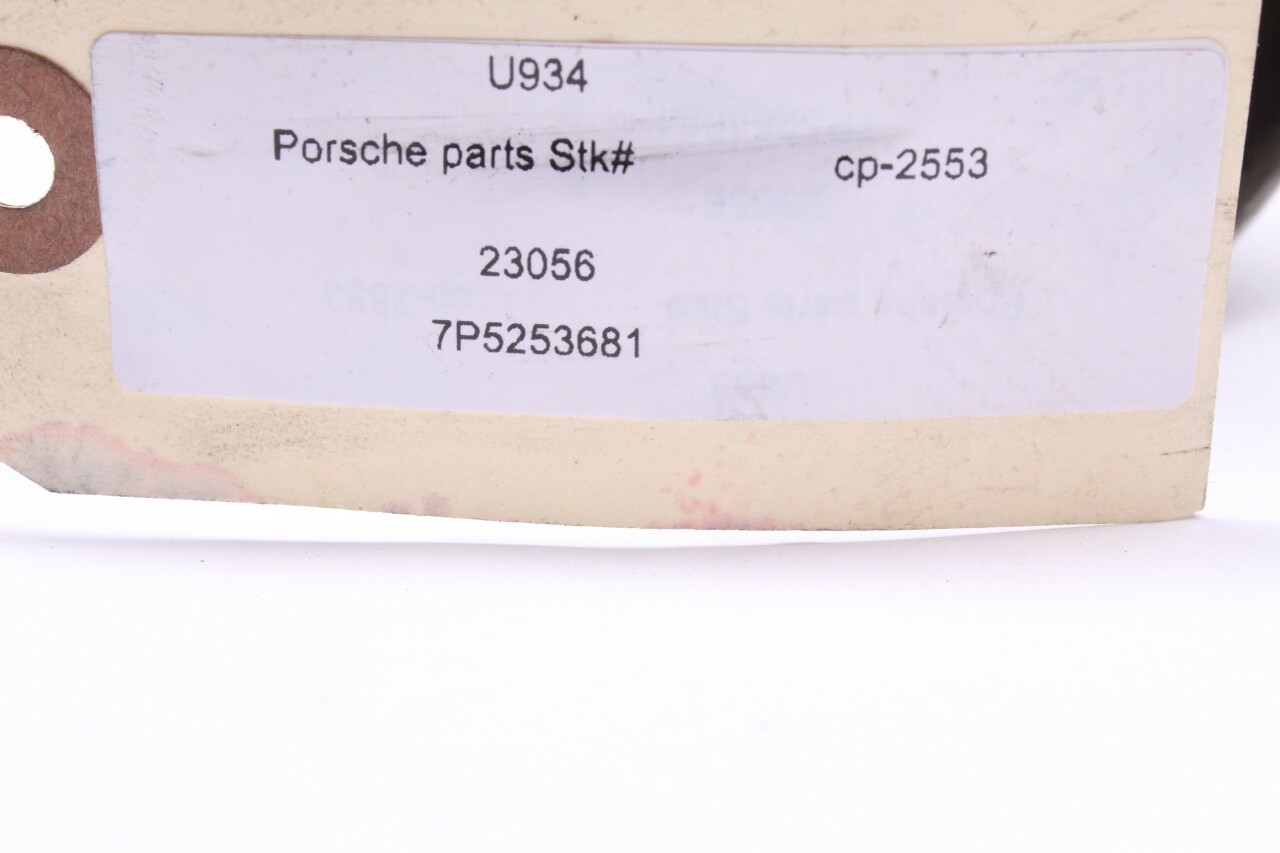 U934
Porsche parts Stk# cp-2553
23056
7P5253681